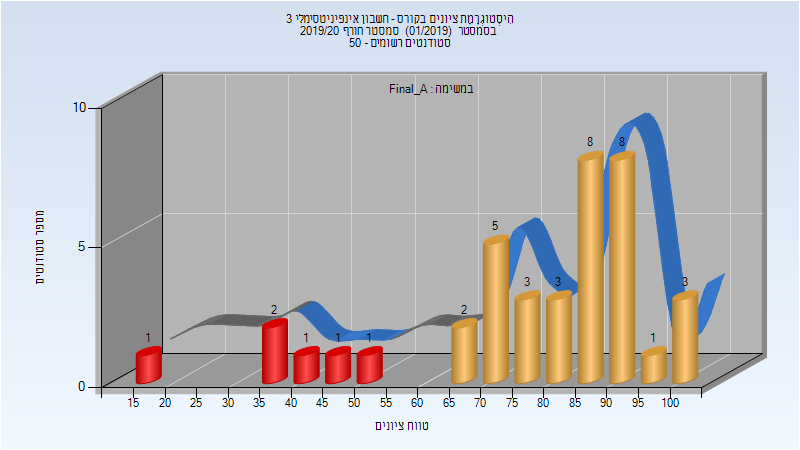 היסטוגרמת ציונים בקורס - חשבון אינפיניטסימלי 3
בסמסטר (01/2019) סמסטר חורף 2019/20
סטודנטים רשומים - 50
במשימה : Final_A
מספר סטודנטים
10
5
0
1 2 1 1 1 2 5 3 3 8 8 1 3
15 20 25 30 35 40 45 50 55 60 65 70 75 80 85 90 95 100
טווח ציונים